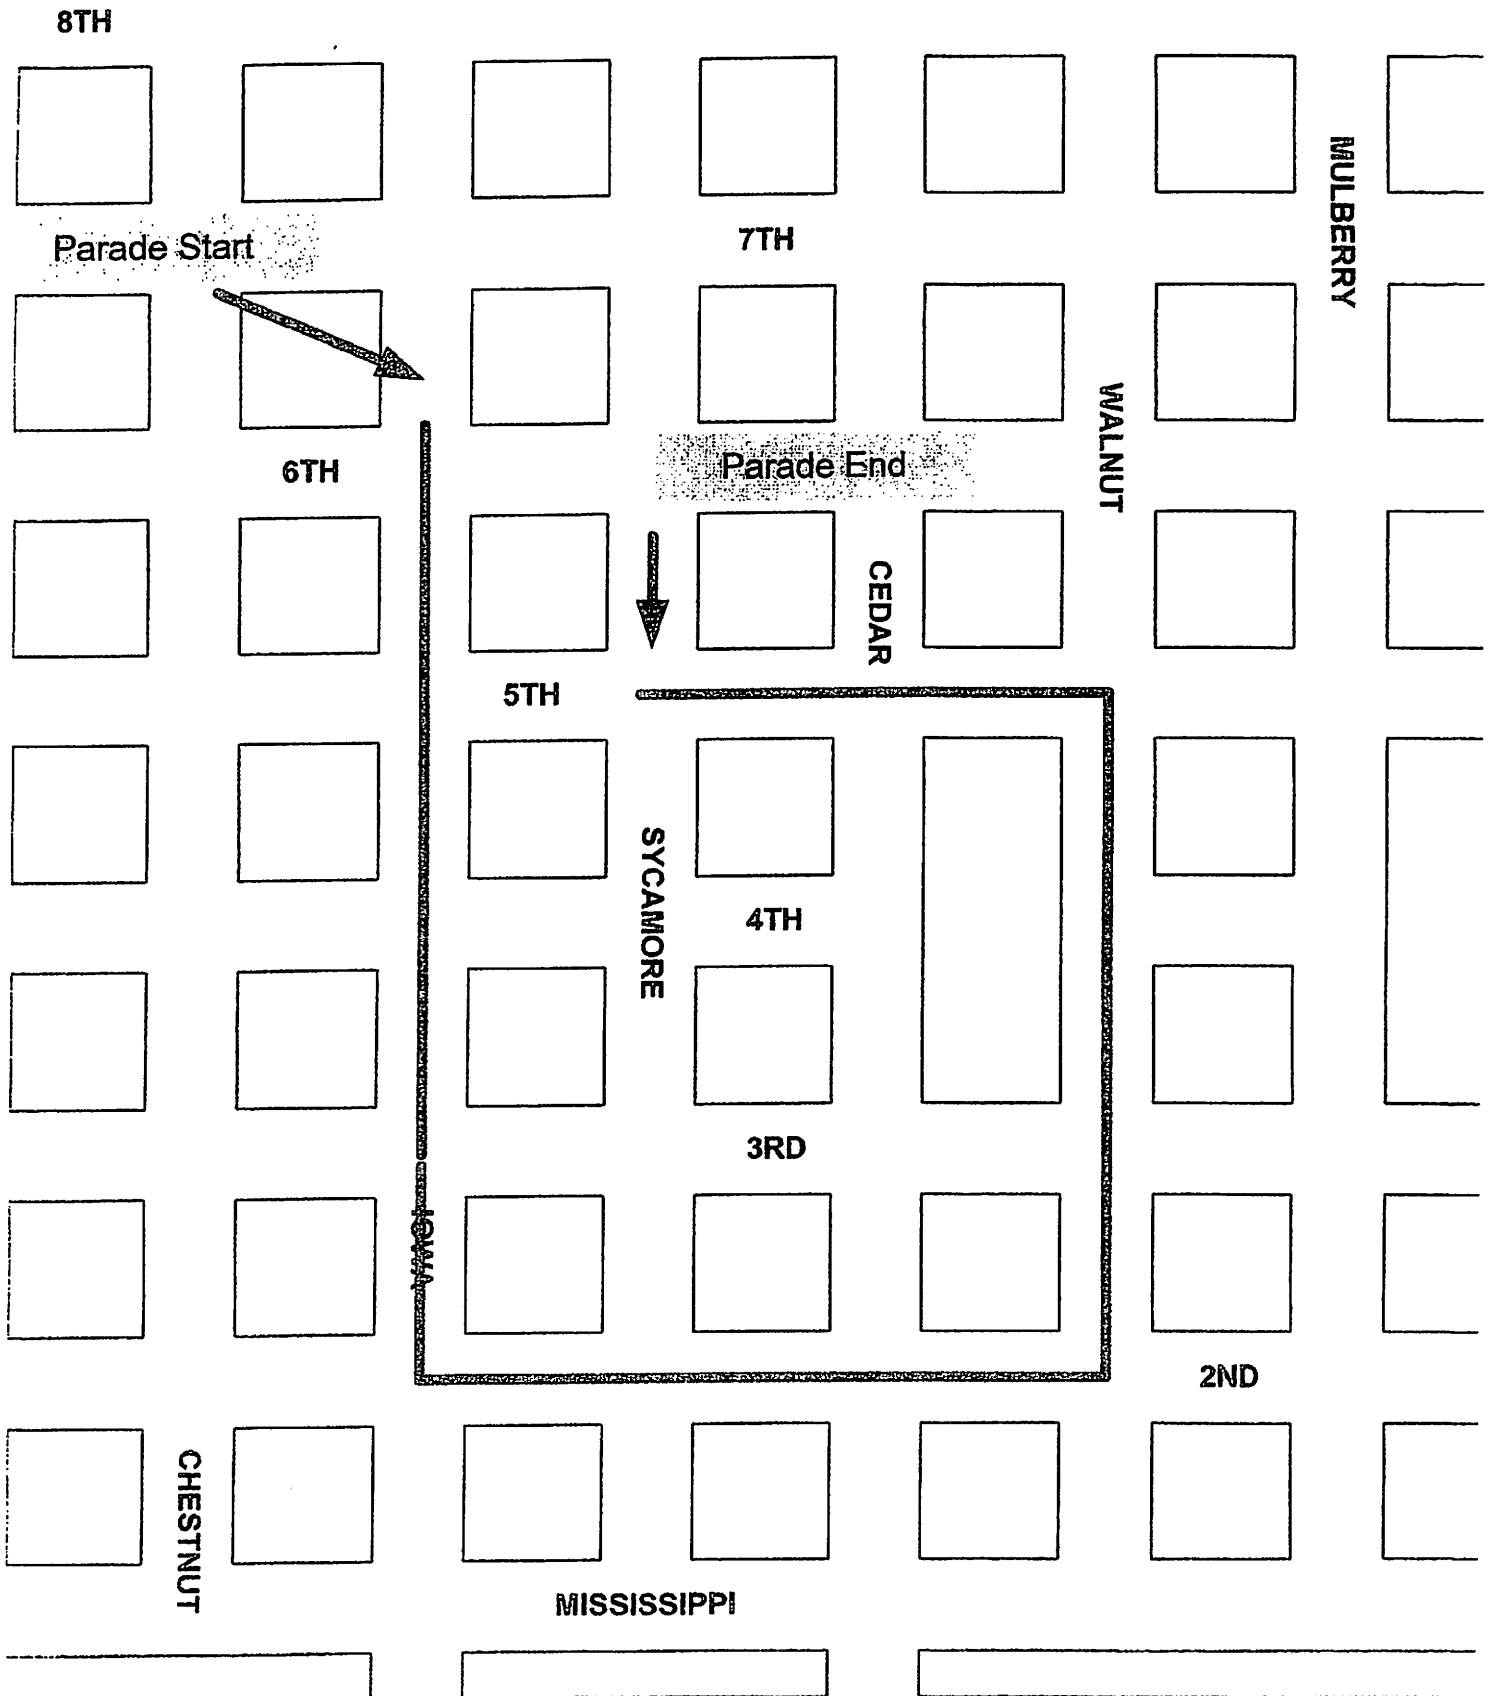 8TH
MULBERRY
Parade Start
7TH
WALNUT
6TH
Parade End
CEDAR
5TH
SYCAMORE
4TH
3RD
IOWA
2ND
CHESTNUT
MISSISSIPPI